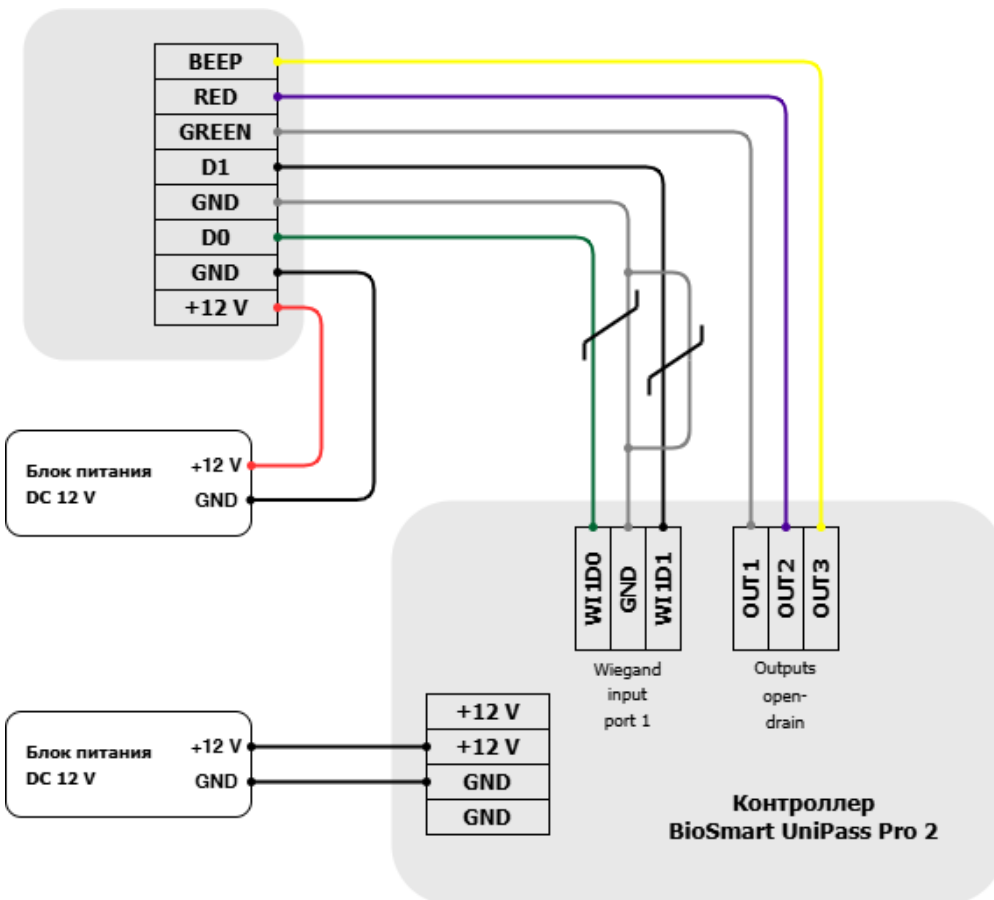 BEEP
RED
GREEN
D1
GND
D0
GND
+12 V
Блок питания
DC 12 V
+12 V
GND
WI1D0
GND
WI1D1
OUT1
OUT2
OUT3
Wiegand
input
port 1
Outputs
open-
drain
Блок питания
DC 12 V
+12 V
GND
+12 V
+12 V
GND
GND
Контроллер
BioSmart UniPass Pro 2